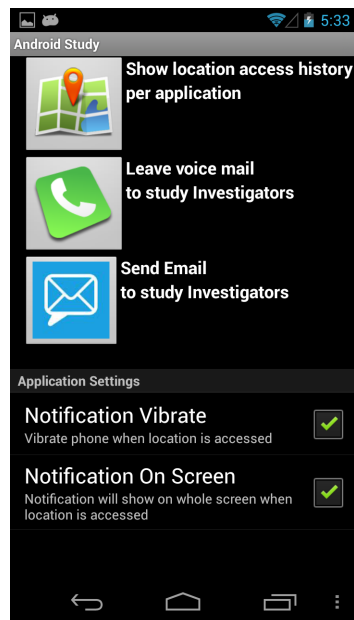 5:33
Android Study
Show location access history
per application
Leave voice mail
to study Investigators
Send Email
to study Investigators
Application Settings
Notification Vibrate
Vibrate phone when location is accessed
Notification On Screen
Notification will show on whole screen when
location is accessed